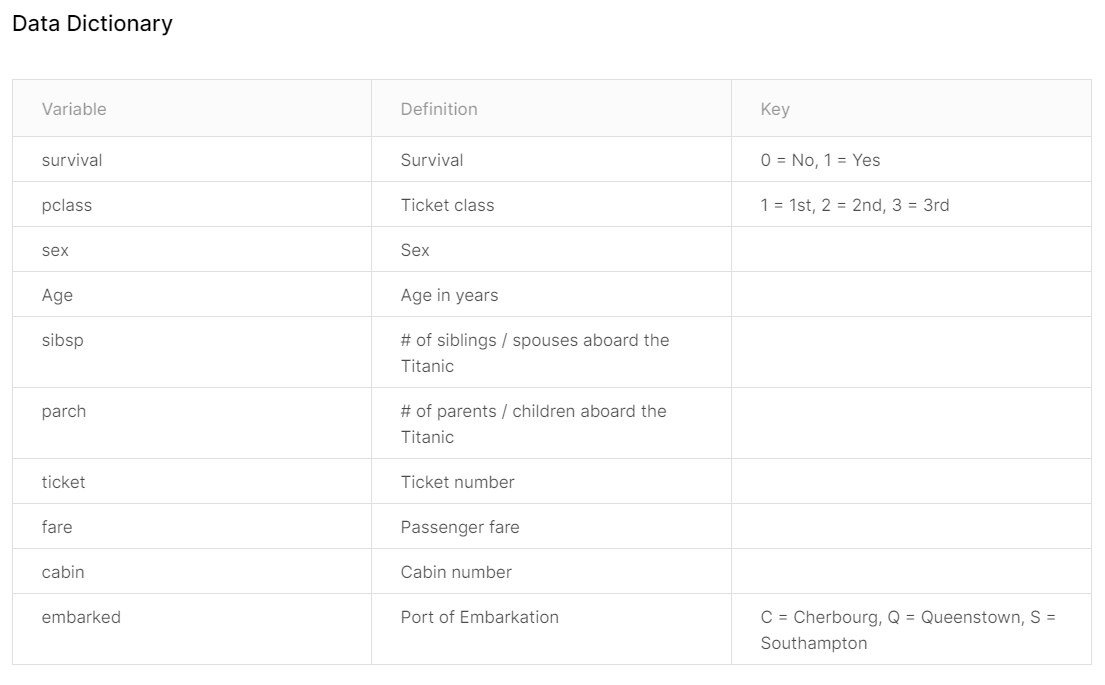 Data Dictionary
Variable Definition Key
survival Survival 0 = No, 1 = Yes
pclass Ticket class 1 = 1st, 2 = 2nd, 3 = 3rd
sex Sex
Age Age in years
sibsp # of siblings / spouses aboard the
Titanic
parch # of parents / children aboard the
Titanic
ticket Ticket number
fare Passenger fare
cabin Cabin number
embarked Port of Embarkation C = Cherbourg, Q = Queenstown, S =
Southampton